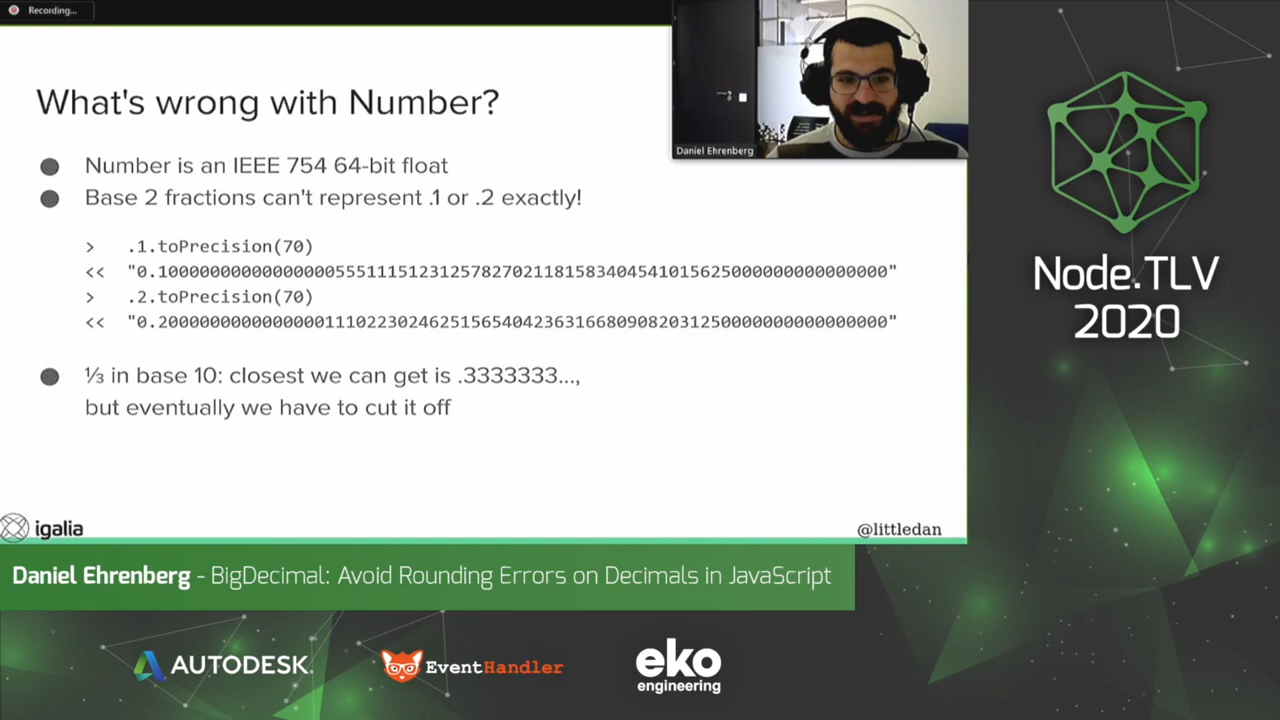 Recording...
What's wrong with Number?
Daniel Ehrenberg
● Number is an IEEE 754 64-bit float
● Base 2 fractions can't represent .1 or .2 exactly!
> .1.toPrecision(70)
<< "0.1000000000000000055511151231257827021181583404541015625000000000000000"
> .2.toPrecision(70)
<< "0.2000000000000000111022302462515654042363166809082031250000000000000000"
● ⅓ in base 10: closest we can get is .3333333...,
but eventually we have to cut it off
igalia
@littledan
Node.TLV
2020
Daniel Ehrenberg - BigDecimal: Avoid Rounding Errors on Decimals in JavaScript
AUTODESK.
EventHandler
eko
engineering